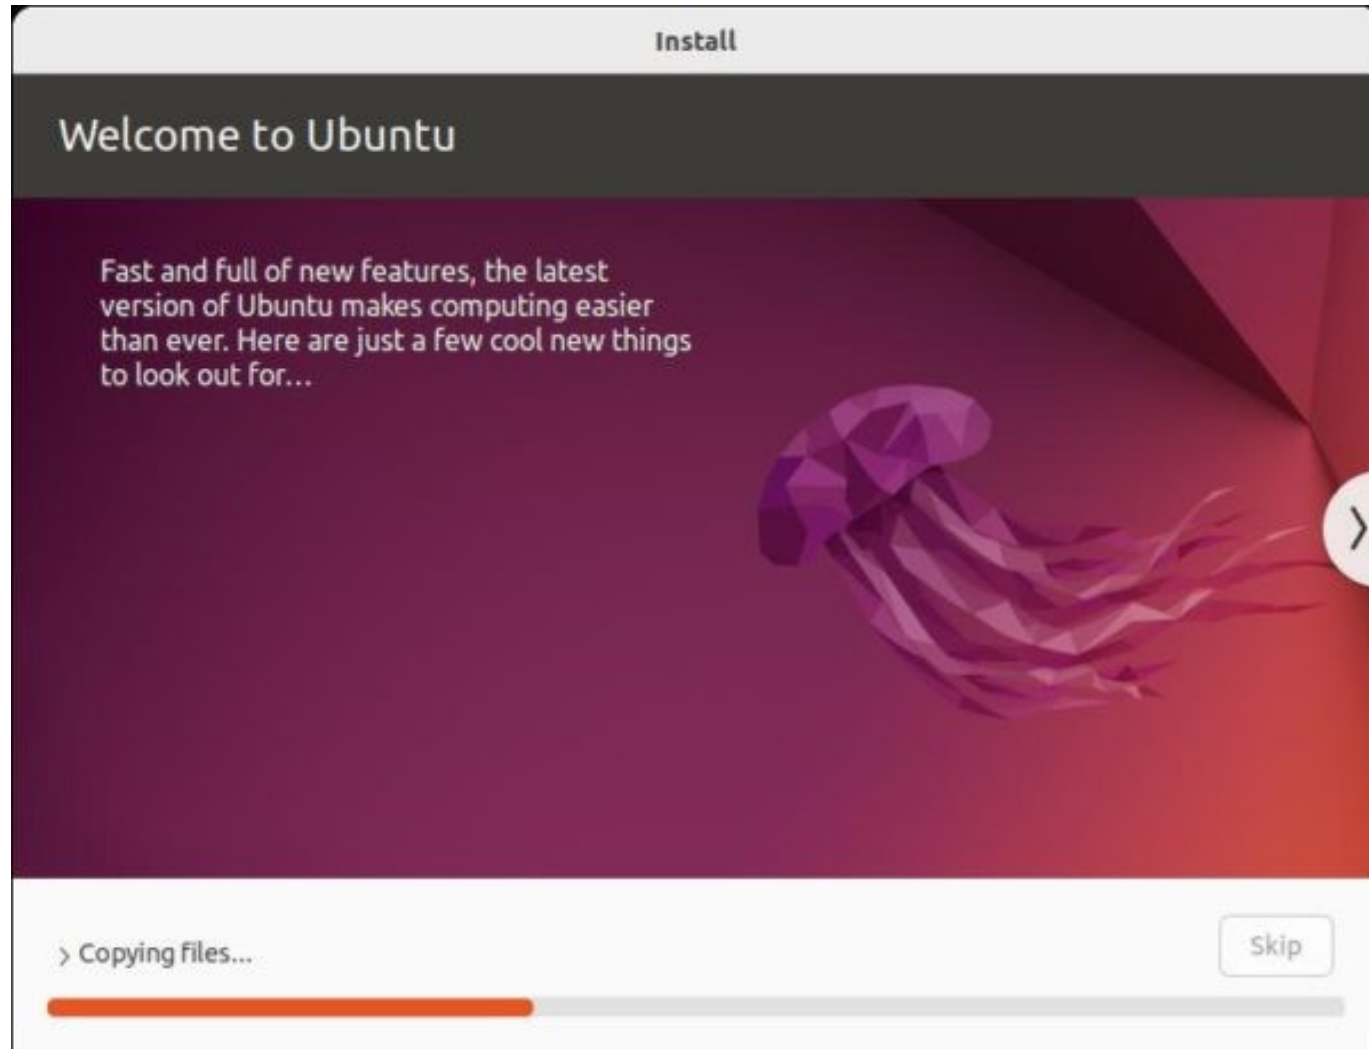 Install
Welcome to Ubuntu
Fast and full of new features, the latest
version of Ubuntu makes computing easier
than ever. Here are just a few cool new things
to look out for...
> Copying files...
Skip